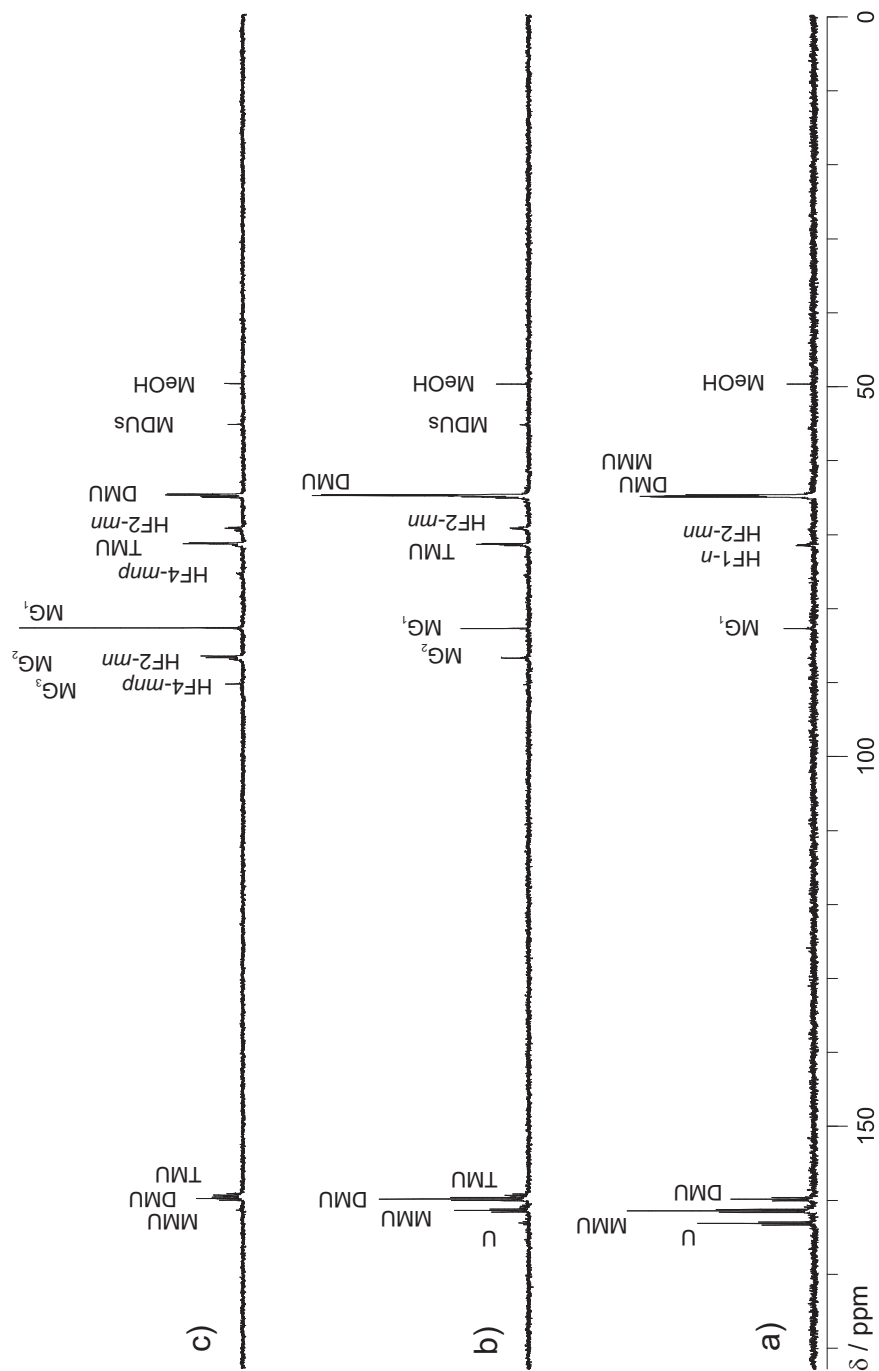 c)
MMU
DMU
TMU
MG₃
HF4-mnp
MG₂
HF2-mn
MG₁
HF4-mnp
TMU
HF2-mn
DMU
MDUs
MeOH
b)
U
MMU
DMU
TMU
MG₂
MG₁
TMU
HF2-mn
DMU
MDUs
MeOH
a)
U
MMU
DMU
MG₁
HF1-n
HF2-mn
DMU
MMU
MeOH
δ / ppm
150
100
50
0